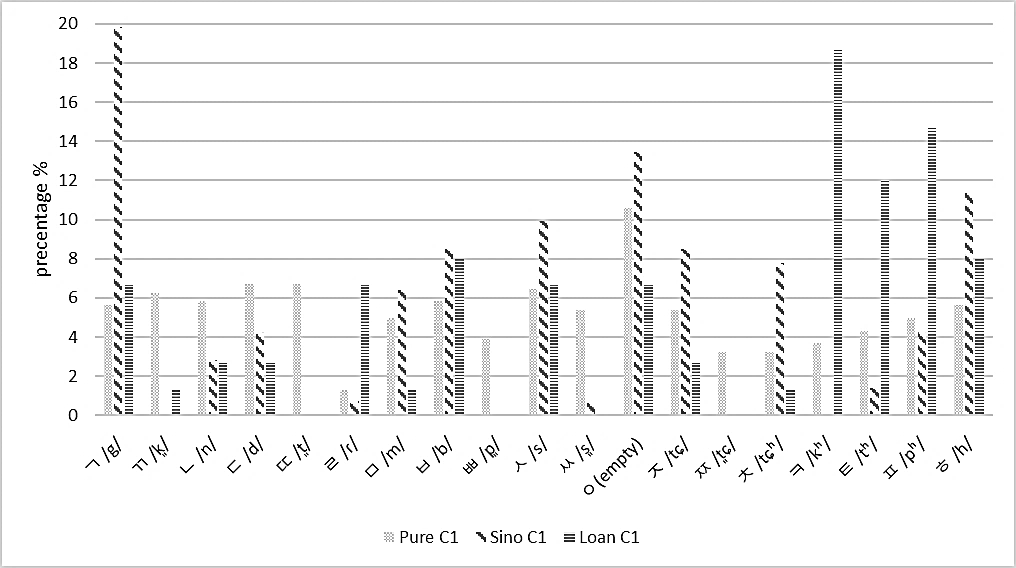 20
18
16
14
12
10
8
6
4
2
0
precentage %
ㄱ /g/
ㄲ /k͈/
ㄴ /n/
ㄷ /d/
ㄸ /t͈/
ㄹ /r/
ㅁ /m/
ㅂ /b/
ㅃ /p͈/
ㅅ /s/
ㅆ /s͈/
ㅇ (empty)
ㅈ /tɕ/
ㅉ /t͈ɕ/
ㅊ /tɕʰ/
ㅋ /kʰ/
ㅌ /tʰ/
ㅍ /pʰ/
ㅎ /h/
Pure C1 Sino C1 Loan C1